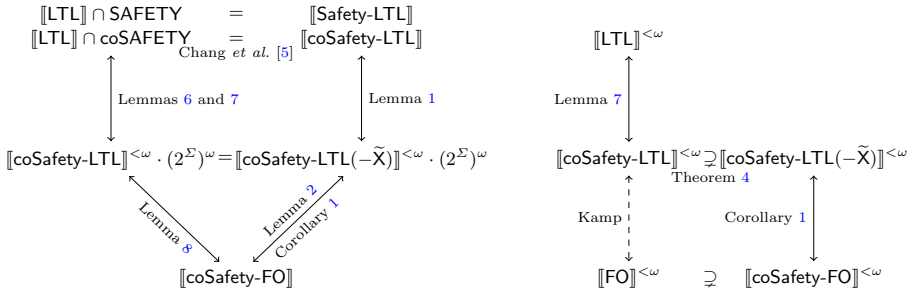 ⟦LTL⟧ ∩ SAFETY = ⟦Safety-LTL⟧
⟦LTL⟧ ∩ coSAFETY = ⟦coSafety-LTL⟧
Chang et al. [5]
⟦LTL⟧^{<ω}
Lemmas 6 and 7
Lemma 1
Lemma 7
⟦coSafety-LTL⟧^{<ω} · (2^Σ)^ω = ⟦coSafety-LTL(−X̃)⟧^{<ω} · (2^Σ)^ω
⟦coSafety-LTL⟧^{<ω} ⊋ ⟦coSafety-LTL(−X̃)⟧^{<ω}
Theorem 4
Lemma 8
Lemma 2
Corollary 1
Kamp
Corollary 1
⟦coSafety-FO⟧
⟦FO⟧^{<ω} ⊋ ⟦coSafety-FO⟧^{<ω}